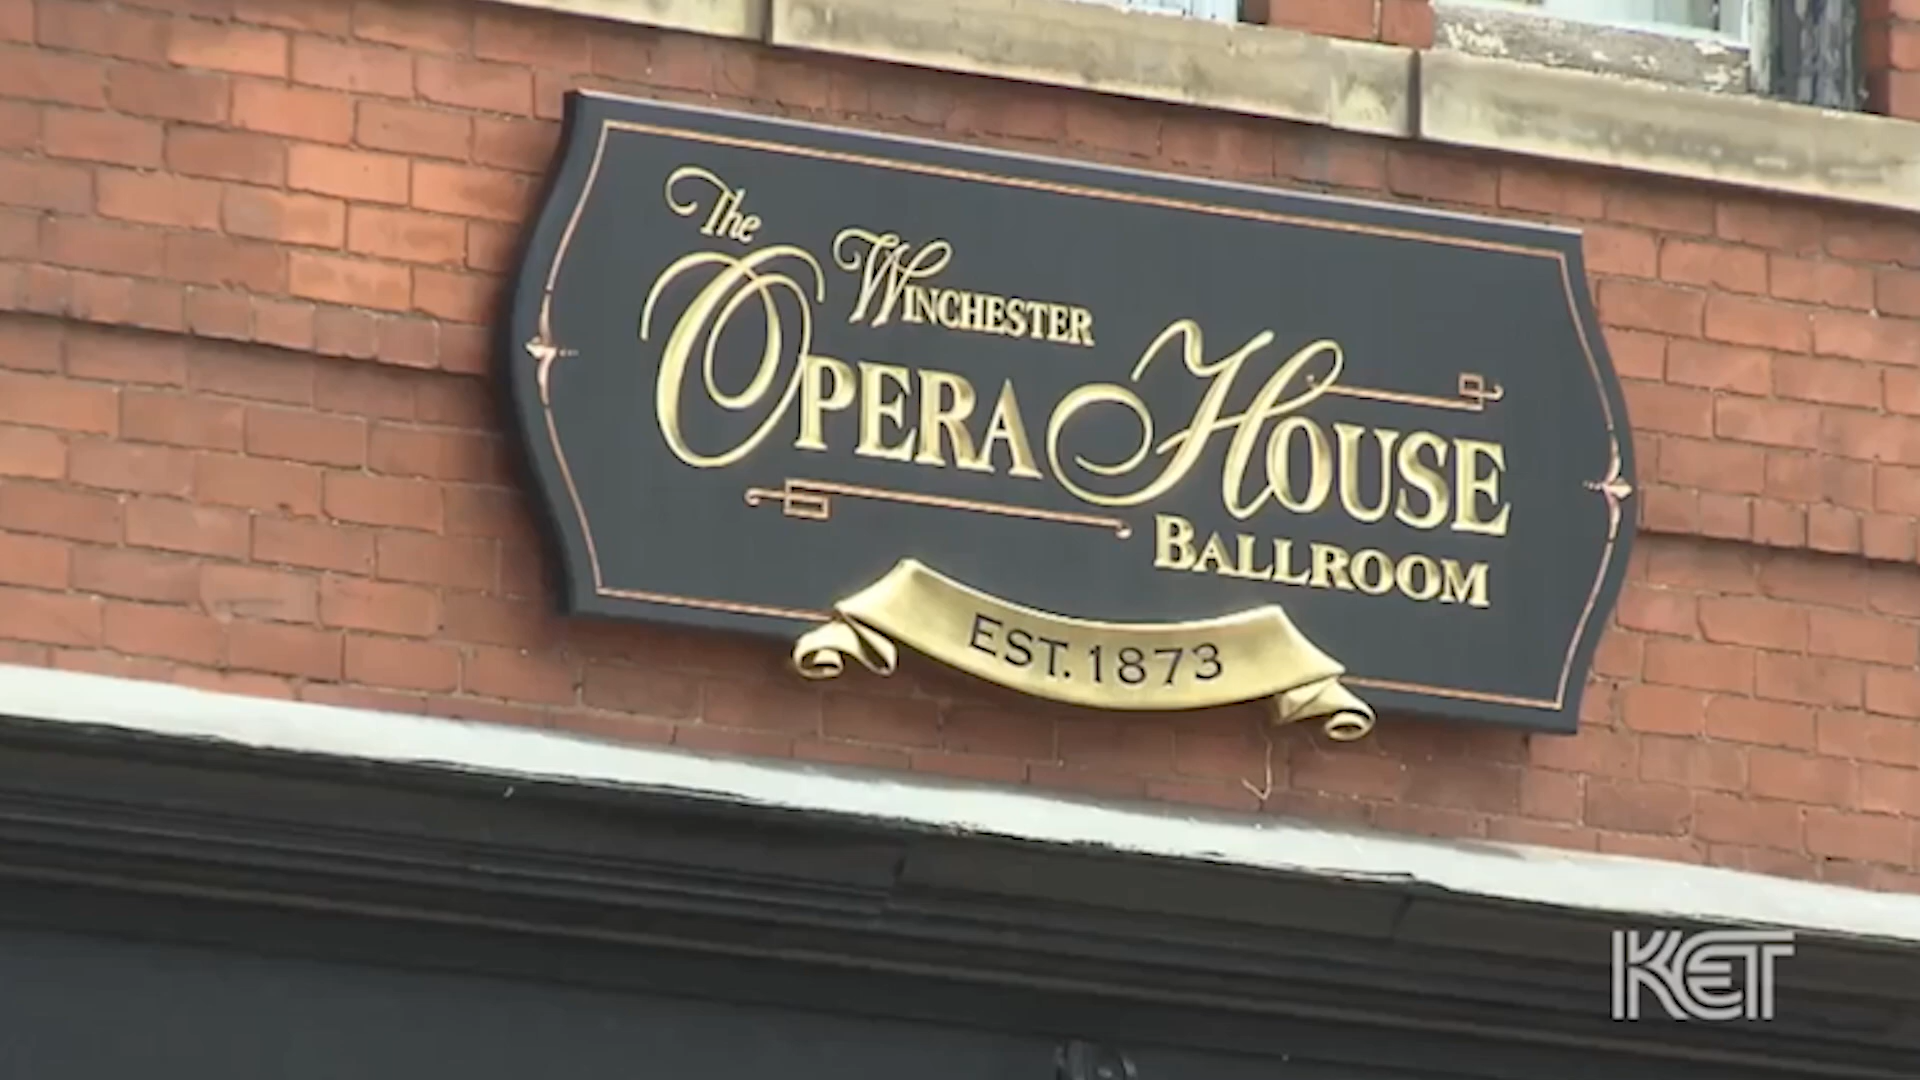 The
WINCHESTER
OPERA HOUSE
BALLROOM
EST. 1873
KET